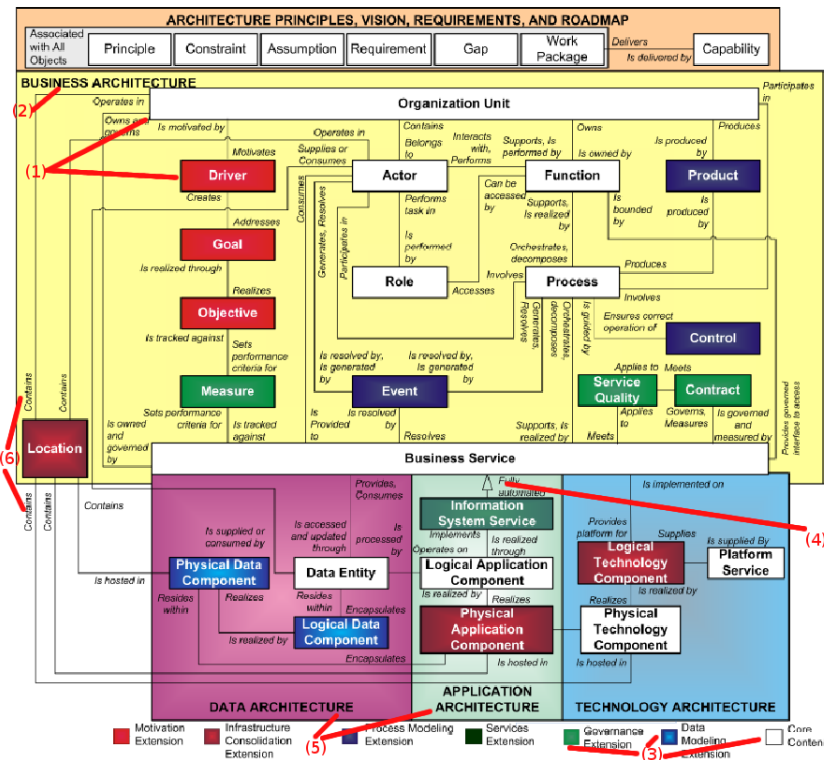 ARCHITECTURE PRINCIPLES, VISION, REQUIREMENTS, AND ROADMAP
Associated
with All
Objects
Principle
Constraint
Assumption
Requirement
Gap
Work
Package
Delivers
Is delivered by
Capability
BUSINESS ARCHITECTURE
(2)
Operates in
Participates
in
Organization Unit
Owns and
governs
Is motivated by
Operates in
Contains
Belongs
to
Interacts
with,
Performs
Supports, Is
performed by
Owns
Is owned by
Produces
Is produced
by
(1)
Motivates
Supplies or
Consumes
Driver
Actor
Function
Product
Creates
Consumes
Generates, Resolves
Participates in
Performs
task in
Can be
accessed
by
Supports,
Is realized
by
Is
bounded
by
Is
produced
by
Addresses
Goal
Is
performed
by
Orchestrates,
decomposes
Is realized through
Produces
Involves
Role
Process
Realizes
Accesses
Involves
Objective
Generates,
Resolves
Orchestrates,
decomposes
Is guided by
Ensures correct
operation of
Control
Is tracked against
Sets
performance
criteria for
Is resolved by,
Is generated
by
Is resolved by,
Is generated
by
Applies to
Meets
Measure
Event
Service
Quality
Contract
Contains
Contains
Provides governed
interface to access
Sets performance
criteria for
Is tracked
against
Is
Provided
to
Is resolved
by
Resolves
Supports, Is
realized by
Applies
to
Meets
Governs,
Measures
Is governed
and
measured by
(6)
Location
Is owned
and
governed
by
Business Service
Contains
Contains
Contains
Provides,
Consumes
Fully
automated
Is implemented on
(4)
Information
System Service
Is supplied or
consumed by
Is accessed
and updated
through
Is
processed
by
Implements
Is realized
through
Provides
platform for
Supplies
Is supplied By
Operates on
Is hosted in
Physical Data
Component
Data Entity
Logical Application
Component
Logical
Technology
Component
Platform
Service
Resides
within
Realizes
Resides
within
Encapsulates
Is realized by
Realizes
Realizes
Is realized by
Is realized by
Logical Data
Component
Physical
Application
Component
Physical
Technology
Component
Encapsulates
Is hosted in
Is hosted in
DATA ARCHITECTURE
APPLICATION
ARCHITECTURE
TECHNOLOGY ARCHITECTURE
(5)
(3)
Motivation
Extension
Infrastructure
Consolidation
Extension
Process Modeling
Extension
Services
Extension
Governance
Extension
Data
Modeling
Extension
Core
Conten